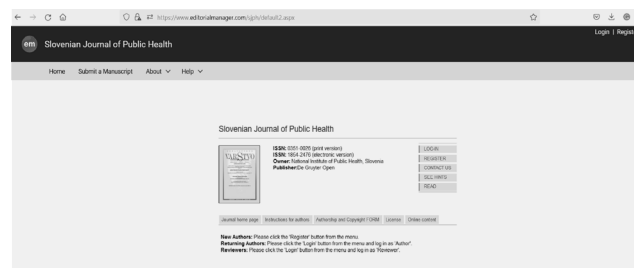 https://www.editorialmanager.com/sjph/default2.aspx
Login | Regist
em Slovenian Journal of Public Health
Home Submit a Manuscript About Help
Slovenian Journal of Public Health
VARSTVO
ISSN: 0351-0026 (print version)
ISSN: 1854-2476 (electronic version)
Owner: National Institute of Public Health, Slovenia
Publisher:De Gruyter Open
LOG IN
REGISTER
CONTACT US
SEE HINTS
READ
Journal home page Instructions for authors Authorship and Copyright FORM License Online content
New Authors: Please click the 'Register' button from the menu.
Returning Authors: Please click the 'Login' button from the menu and log in as 'Author'.
Reviewers: Please click the 'Login' button from the menu and log in as 'Reviewer'.